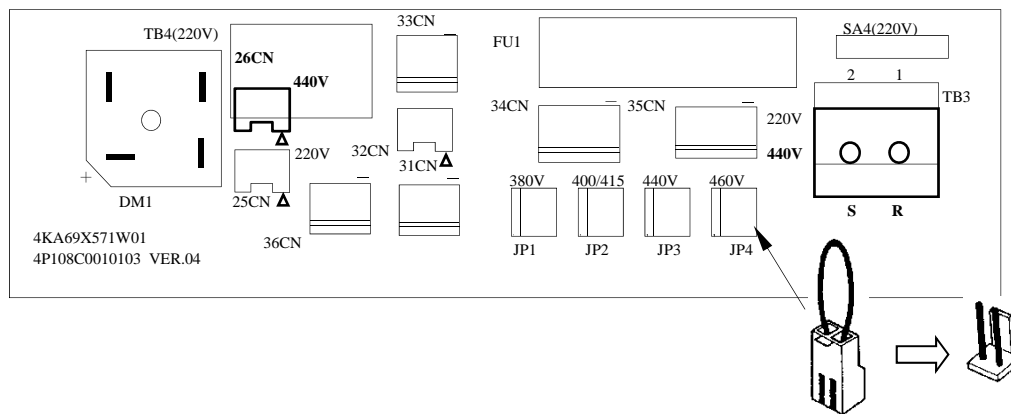 33CN
TB4(220V)
FU1
SA4(220V)
26CN
440V
2 1
TB3
34CN
35CN
220V
440V
32CN
220V
31CN
25CN
380V
400/415
440V
460V
DM1
S R
36CN
JP1
JP2
JP3
JP4
4KA69X571W01
4P108C0010103 VER.04